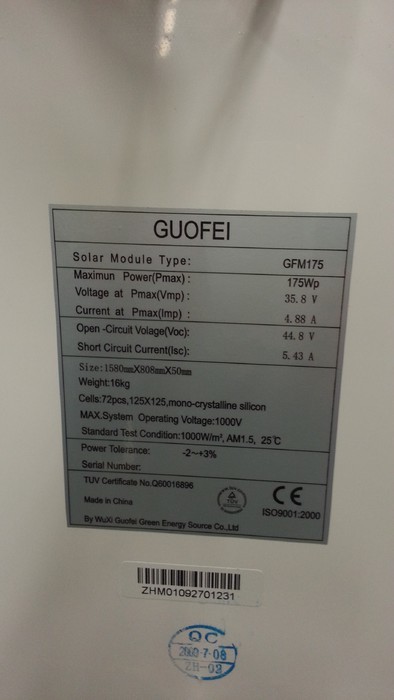 GUOFEI
Solar Module Type: GFM175
Maximun Power(Pmax): 175Wp
Voltage at Pmax(Vmp): 35.8 V
Current at Pmax(Imp): 4.88 A
Open -Circuit Volage(Voc): 44.8 V
Short Circuit Current(Isc): 5.43 A
Size:1580mmX808mmX50mm
Weight:16kg
Cells:72pcs,125X125,mono-crystalline silicon
MAX.System Operating Voltage:1000V
Standard Test Condition:1000W/m², AM1.5, 25℃
Power Tolerance: -2~+3%
Serial Number:
TUV Certificate No.Q60016896
Made in China
CE
ISO9001:2000
By WuXi Guofei Green Energy Source Co.,Ltd
ZHM01092701231
QC
7-08
ZH-02